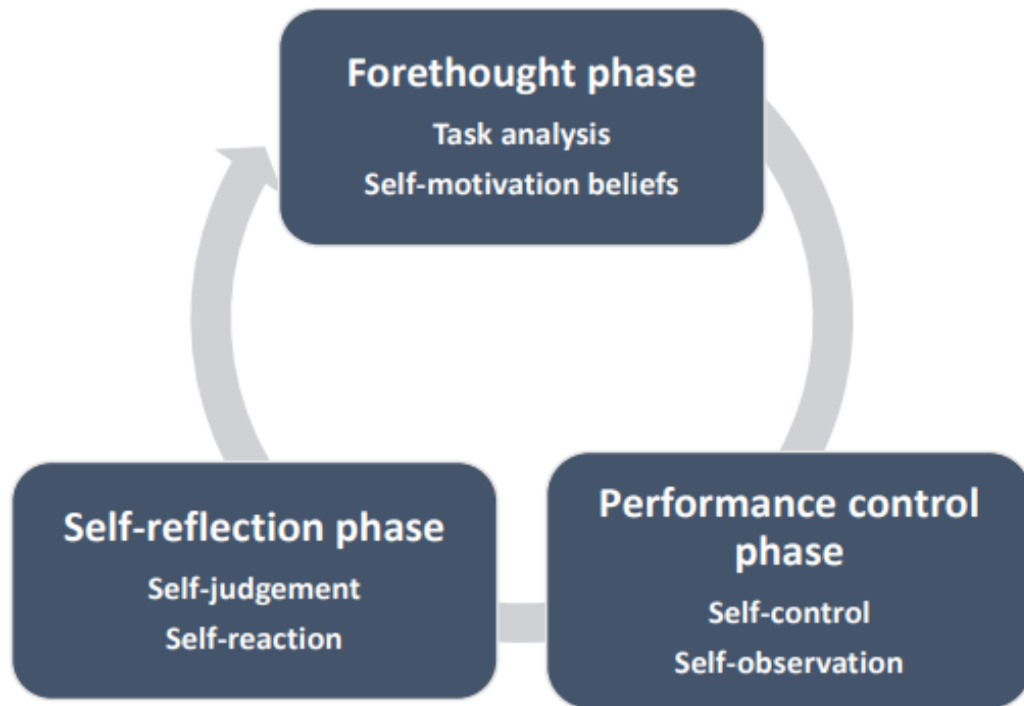 Forethought phase
Task analysis
Self-motivation beliefs
Performance control
phase
Self-control
Self-observation
Self-reflection phase
Self-judgement
Self-reaction